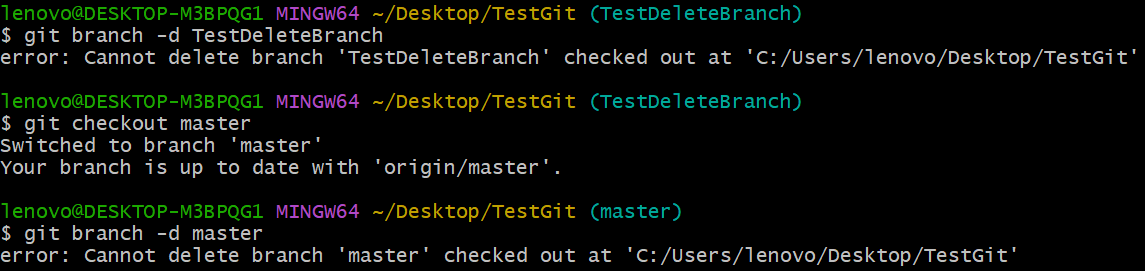 lenovo@DESKTOP-M3BPQG1 MINGW64 ~/Desktop/TestGit (TestDeleteBranch)
$ git branch -d TestDeleteBranch
error: Cannot delete branch 'TestDeleteBranch' checked out at 'C:/Users/lenovo/Desktop/TestGit'
lenovo@DESKTOP-M3BPQG1 MINGW64 ~/Desktop/TestGit (TestDeleteBranch)
$ git checkout master
Switched to branch 'master'
Your branch is up to date with 'origin/master'.
lenovo@DESKTOP-M3BPQG1 MINGW64 ~/Desktop/TestGit (master)
$ git branch -d master
error: Cannot delete branch 'master' checked out at 'C:/Users/lenovo/Desktop/TestGit'